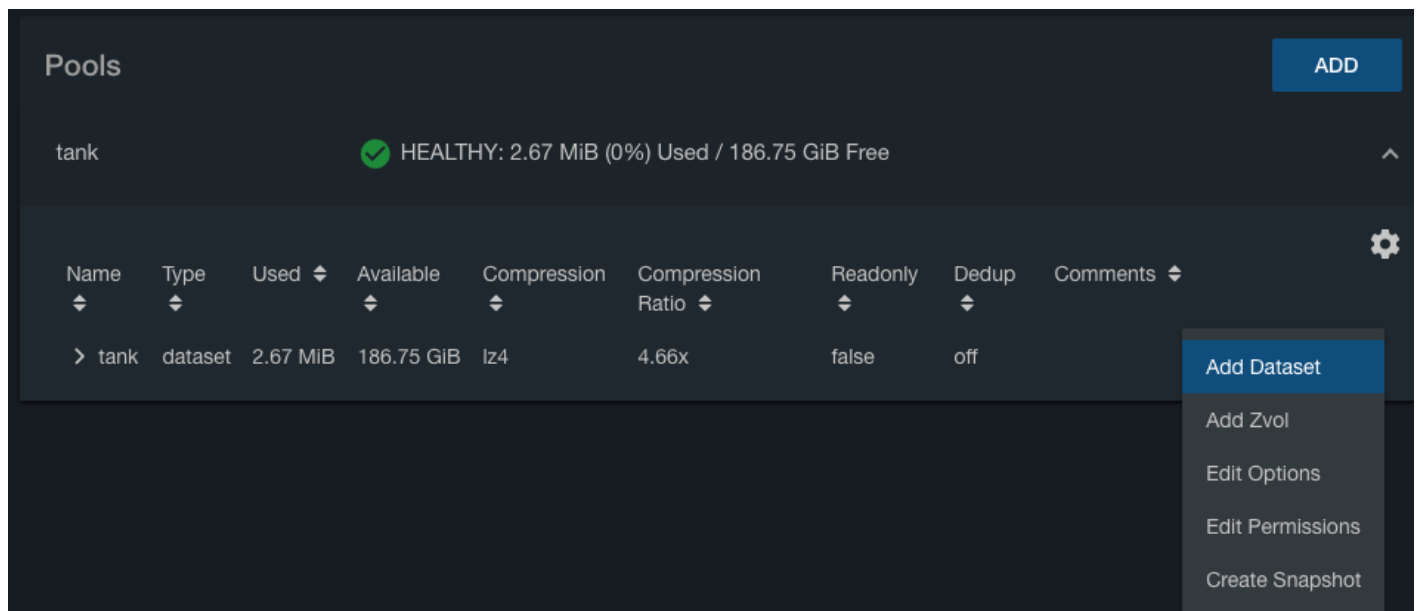 Pools
ADD
tank HEALTHY: 2.67 MiB (0%) Used / 186.75 GiB Free
Name Type Used Available Compression Compression Ratio Readonly Dedup Comments
tank dataset 2.67 MiB 186.75 GiB lz4 4.66x false off
Add Dataset
Add Zvol
Edit Options
Edit Permissions
Create Snapshot